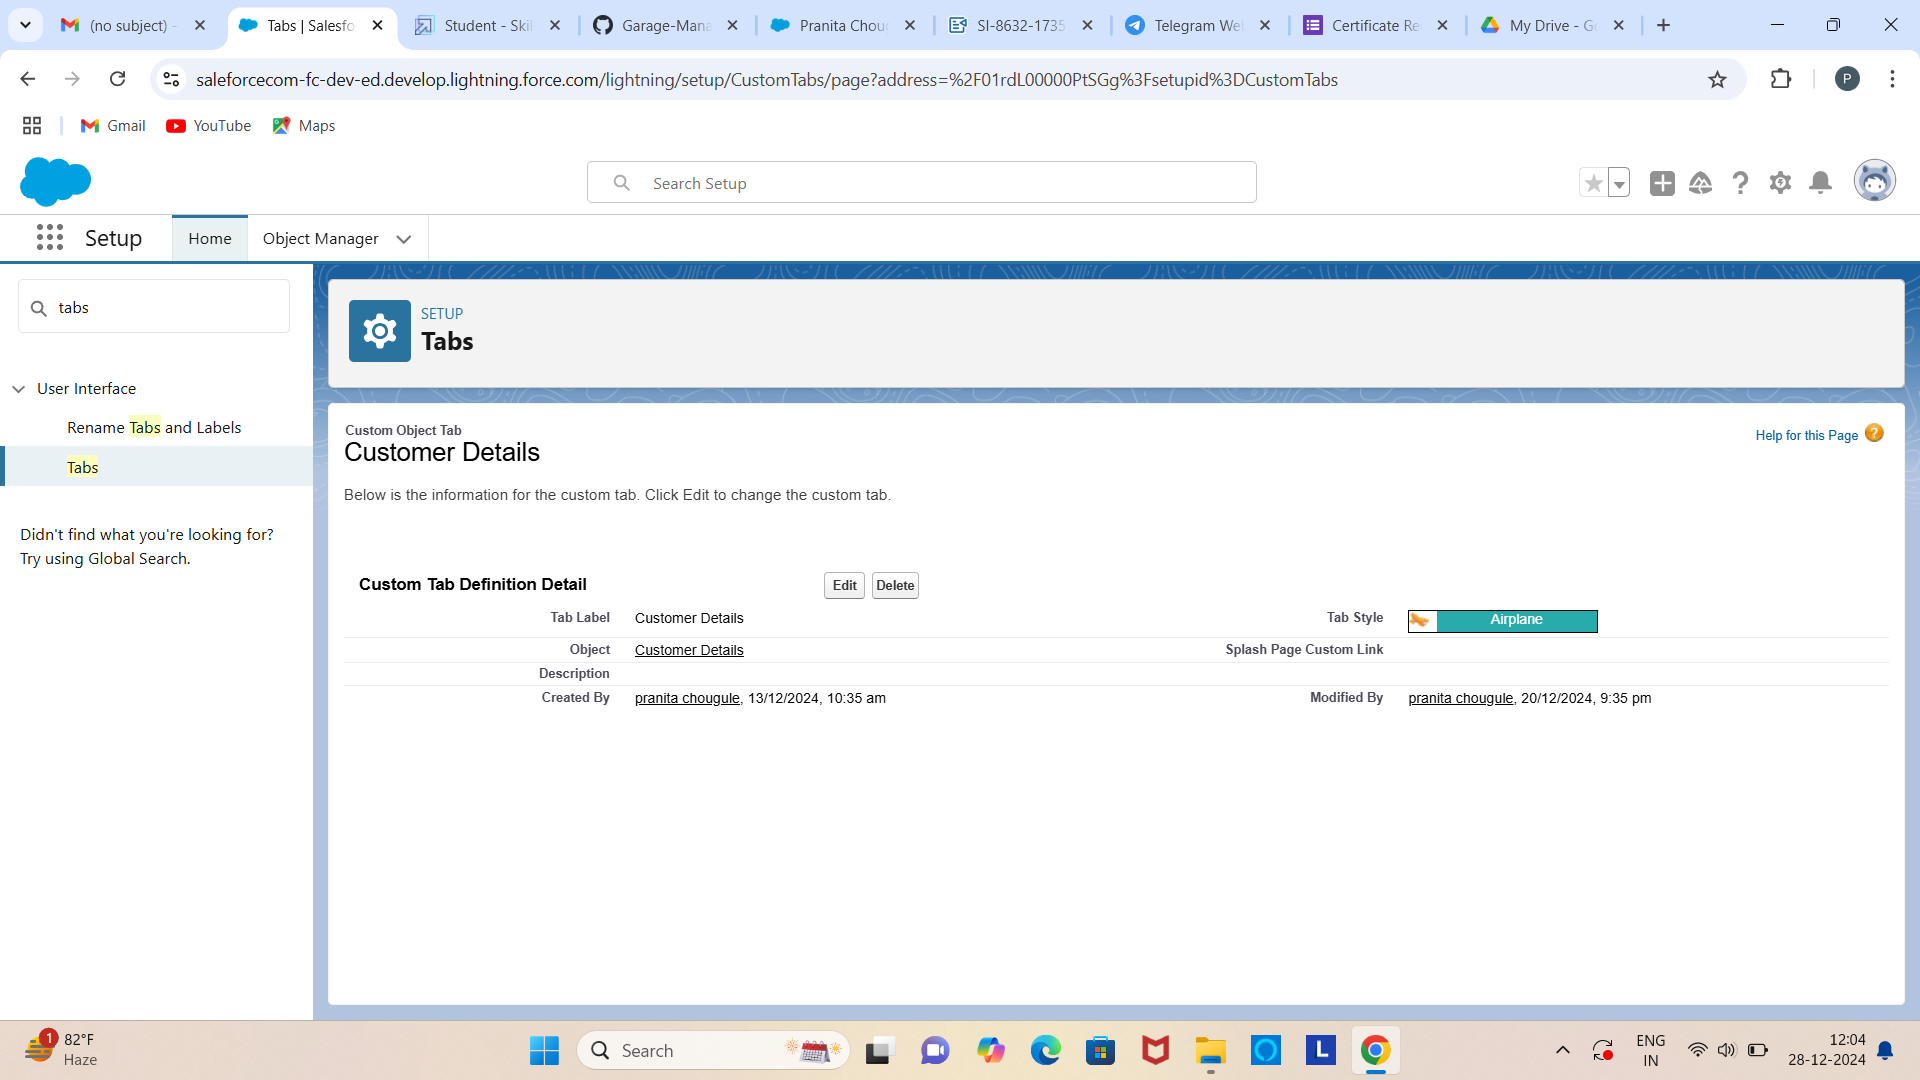 (no subject) -
Tabs | Salesfo
Student - Skil
Garage-Mana
Pranita Choug
SI-8632-1735
Telegram We
Certificate Re
My Drive - Go
saleforcecom-fc-dev-ed.develop.lightning.force.com/lightning/setup/CustomTabs/page?address=%2F01rdL00000PtSGg%3Fsetupid%3DCustomTabs
P
Gmail
YouTube
Maps
Search Setup
Setup
Home
Object Manager
tabs
User Interface
Rename Tabs and Labels
Tabs
Didn't find what you're looking for?
Try using Global Search.
SETUP
Tabs
Custom Object Tab
Customer Details
Help for this Page ?
Below is the information for the custom tab. Click Edit to change the custom tab.
Custom Tab Definition Detail
Edit
Delete
Tab Label Customer Details
Tab Style Airplane
Object Customer Details
Splash Page Custom Link
Description
Created By pranita chougule, 13/12/2024, 10:35 am
Modified By pranita chougule, 20/12/2024, 9:35 pm
1
82°F
Haze
Search
L
ENG
IN
12:04
28-12-2024